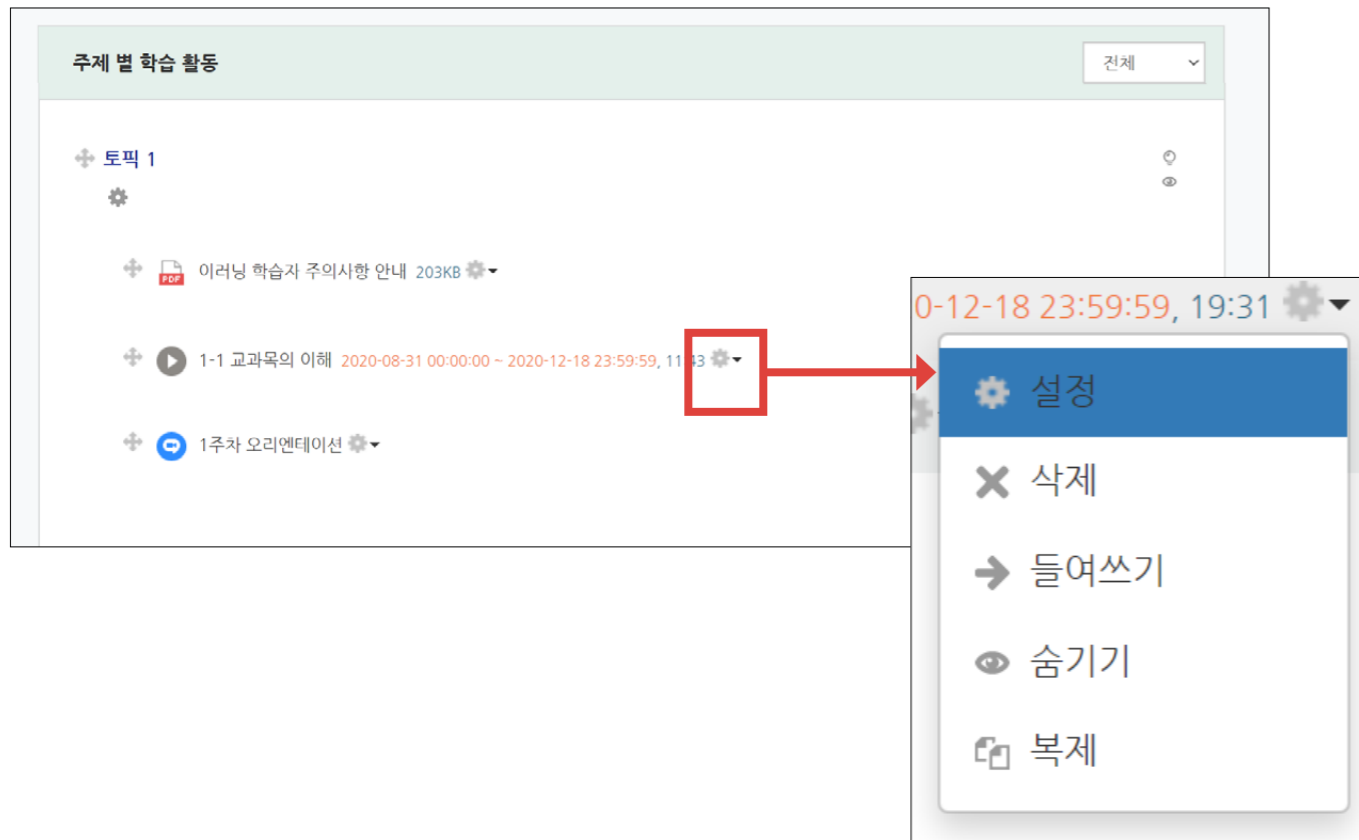 주제 별 학습 활동
전체
토픽 1
PDF
이러닝 학습자 주의사항 안내 203KB
1-1 교과목의 이해 2020-08-31 00:00:00 ~ 2020-12-18 23:59:59, 11:43
1주차 오리엔테이션
0-12-18 23:59:59, 19:31
설정
삭제
들여쓰기
숨기기
복제